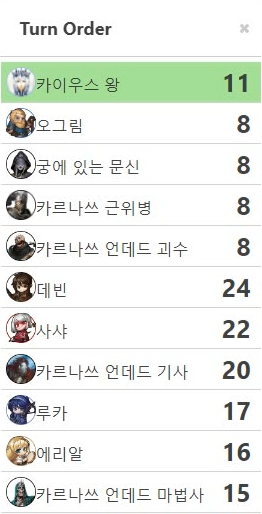 Turn Order ×
카이우스 왕 11
오그림 8
궁에 있는 문신 8
카르나쓰 근위병 8
카르나쓰 언데드 괴수 8
데빈 24
사샤 22
카르나쓰 언데드 기사 20
루카 17
에리알 16
카르나쓰 언데드 마법사 15